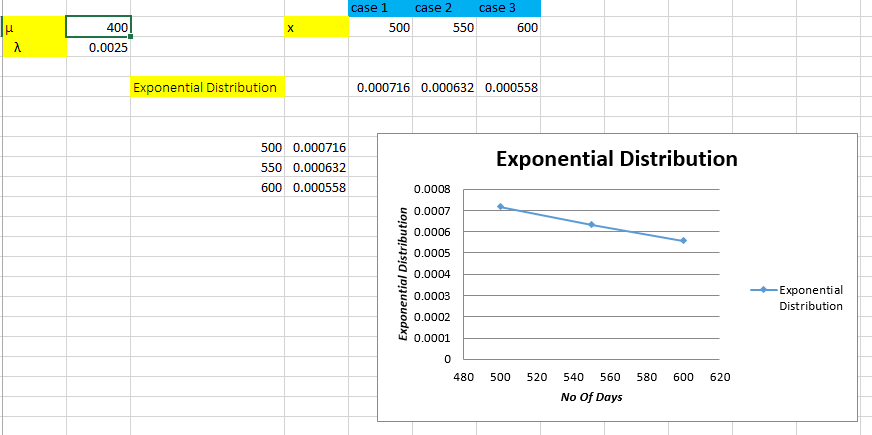 case 1 case 2 case 3
μ 400 x 500 550 600
λ 0.0025
Exponential Distribution 0.000716 0.000632 0.000558
500 0.000716
550 0.000632
600 0.000558
Exponential Distribution
Exponential Distribution
0.0008
0.0007
0.0006
0.0005
0.0004
0.0003
0.0002
0.0001
0
480 500 520 540 560 580 600 620
No Of Days
Exponential
Distribution